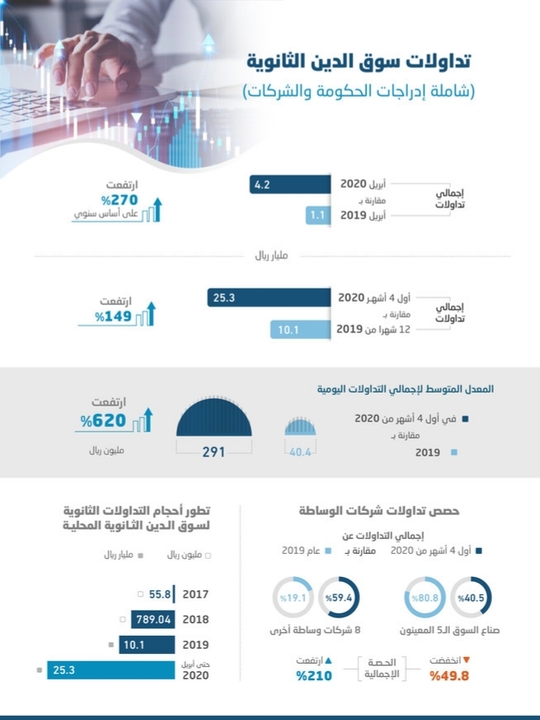 تداولات سوق الدين الثانوية
(شاملة إدراجات الحكومة والشركات)
إجمالي تداولات
أبريل 2020
مقارنة بـ
أبريل 2019
4.2
1.1
ارتفعت
%270
على أساس سنوي
مليار ريال
إجمالي تداولات
أول 4 أشهر 2020
مقارنة بـ
12 شهرا من 2019
25.3
10.1
ارتفعت
%149
المعدل المتوسط لإجمالي التداولات اليومية
في أول 4 أشهر من 2020
مقارنة بـ
2019
40.4
291
ارتفعت
%620
مليون ريال
حصص تداولات شركات الوساطة
إجمالي التداولات عن
أول 4 أشهر من 2020 مقارنة بـ عام 2019
%40.5
%80.8
%59.4
%19.1
صناع السوق الـ5 المعينون
8 شركات وساطة أخرى
انخفضت
%49.8
الحصة
الإجمالية
ارتفعت
%210
تطور أحجام التداولات الثانوية
لسوق الدين الثانوية المحلية
مليون ريال
مليار ريال
2017 55.8
2018 789.04
2019 10.1
حتى أبريل
2020 25.3